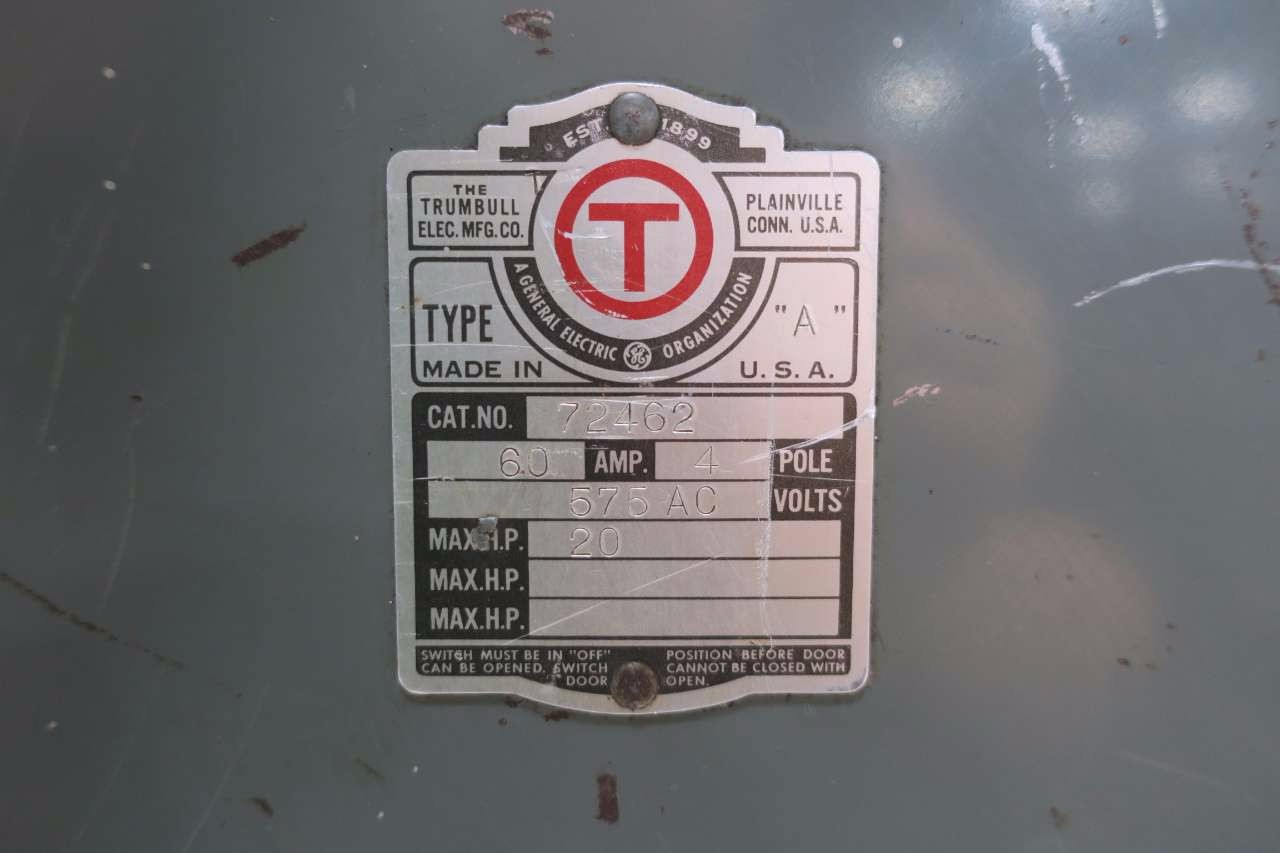 EST 1899
THE
TRUMBULL
ELEC. MFG. CO.
T
PLAINVILLE
CONN. U.S.A.
A GENERAL ELECTRIC GE ORGANIZATION
TYPE "A"
MADE IN U. S. A.
CAT. NO. 72462
60 AMP. 4 POLE
575 AC VOLTS
MAX.H.P. 20
MAX.H.P.
MAX.H.P.
SWITCH MUST BE IN "OFF" POSITION BEFORE DOOR
CAN BE OPENED. SWITCH CANNOT BE CLOSED WITH
DOOR OPEN.